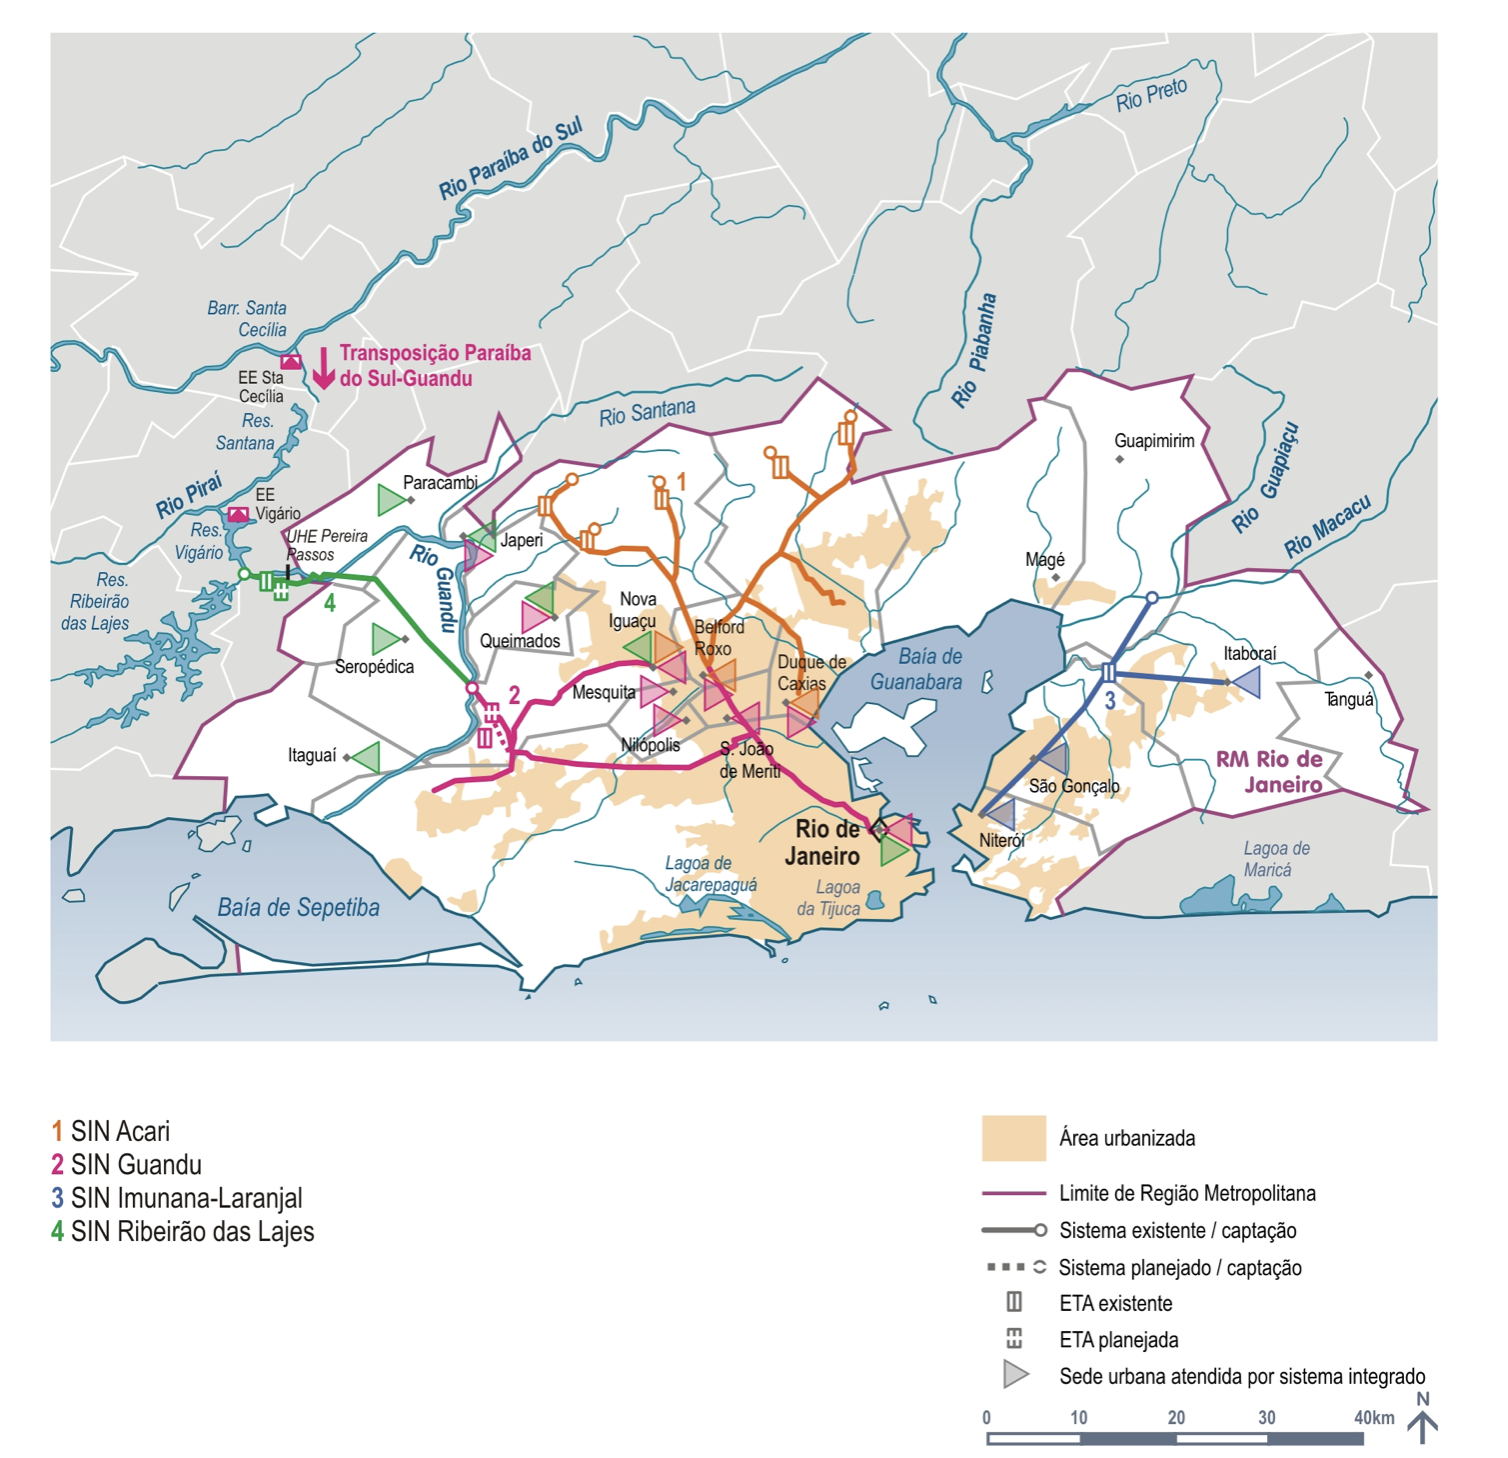 Rio Preto
Rio Paraíba do Sul
Rio Piabanha
Barr. Santa
Cecília
Transposição Paraíba
do Sul-Guandu
EE Sta
Cecília
Res.
Santana
Rio Santana
Rio Piraí
EE
Vigário
Res.
Vigário
UHE Pereira
Passos
Res.
Ribeirão
das Lajes
Paracambi
Japeri
Rio Guandu
1
4
Guapimirim
Rio Guapiaçu
Rio Macacu
Magé
Nova
Iguaçu
Belford
Roxo
Queimados
Seropédica
Duque de
Caxias
Baía de
Guanabara
Itaboraí
Tanguá
2
Mesquita
3
Itaguaí
Nilópolis
S. João
de Meriti
RM Rio de
Janeiro
São Gonçalo
Niterói
Rio de
Janeiro
Lagoa de
Jacarepaguá
Lagoa
da Tijuca
Lagoa de
Maricá
Baía de Sepetiba
1 SIN Acari
2 SIN Guandu
3 SIN Imunana-Laranjal
4 SIN Ribeirão das Lajes
Área urbanizada
Limite de Região Metropolitana
Sistema existente / captação
Sistema planejado / captação
ETA existente
ETA planejada
Sede urbana atendida por sistema integrado
0 10 20 30 40km
N